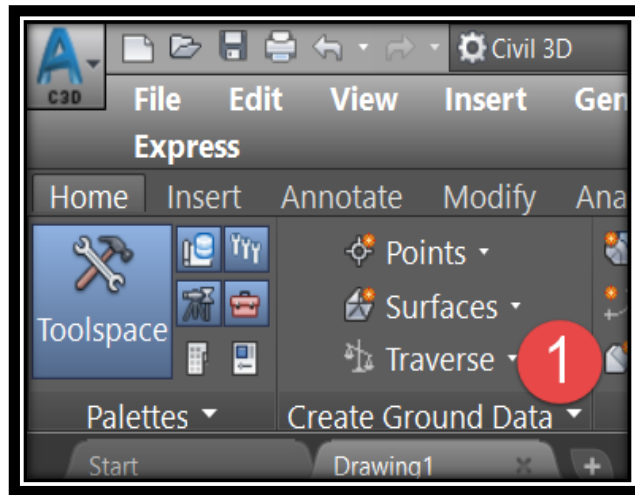 Civil 3D
C3D
File Edit View Insert
Express
Home Insert Annotate Modify
Points
Toolspace
Surfaces
Traverse
1
Palettes Create Ground Data
Start Drawing1